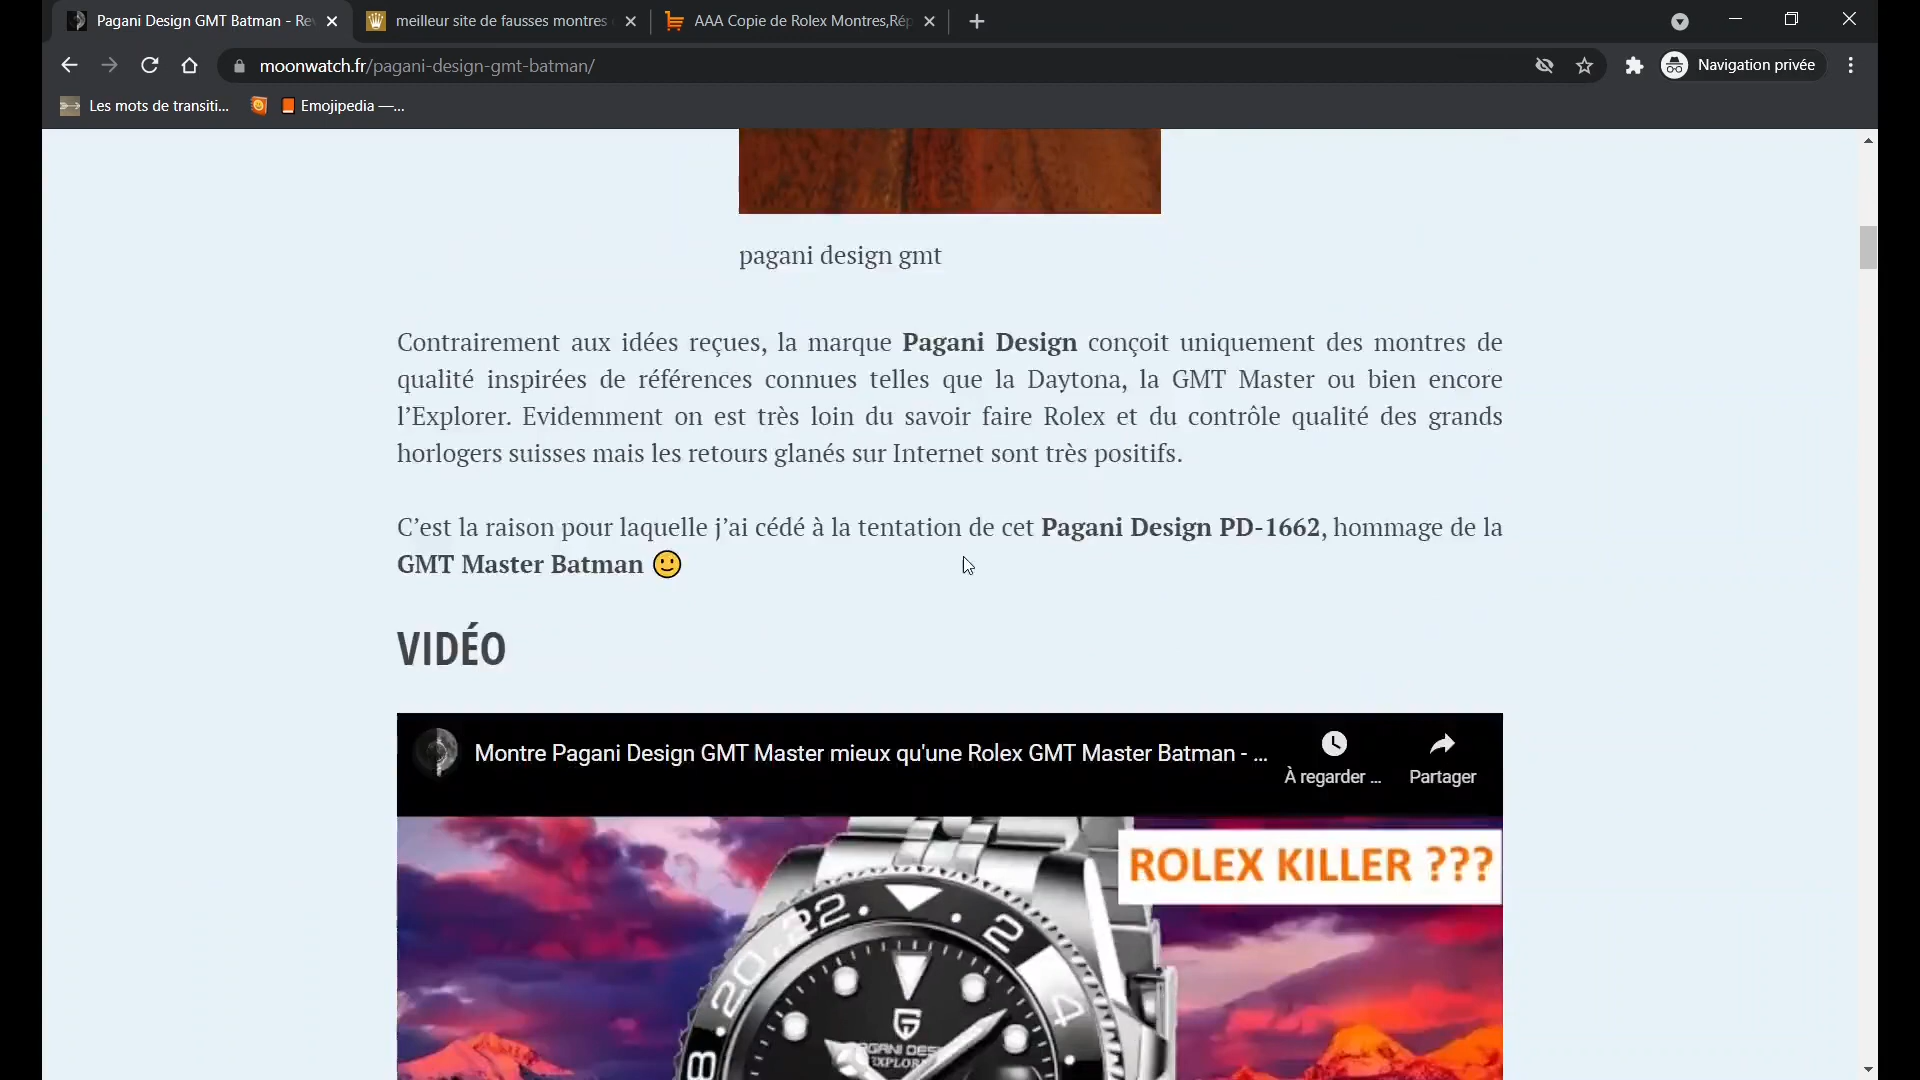 Pagani Design GMT Batman - Re
meilleur site de fausses montres
AAA Copie de Rolex Montres,Rép
moonwatch.fr/pagani-design-gmt-batman/
Navigation privée
Les mots de transiti...
Emojipedia —...
pagani design gmt
Contrairement aux idées reçues, la marque Pagani Design conçoit uniquement des montres de
qualité inspirées de références connues telles que la Daytona, la GMT Master ou bien encore
l’Explorer. Evidemment on est très loin du savoir faire Rolex et du contrôle qualité des grands
horlogers suisses mais les retours glanés sur Internet sont très positifs.
C’est la raison pour laquelle j’ai cédé à la tentation de cet Pagani Design PD-1662, hommage de la
GMT Master Batman 🙂
VIDÉO
Montre Pagani Design GMT Master mieux qu'une Rolex GMT Master Batman - ...
À regarder ...
Partager
ROLEX KILLER ???
22
2
20
4
18